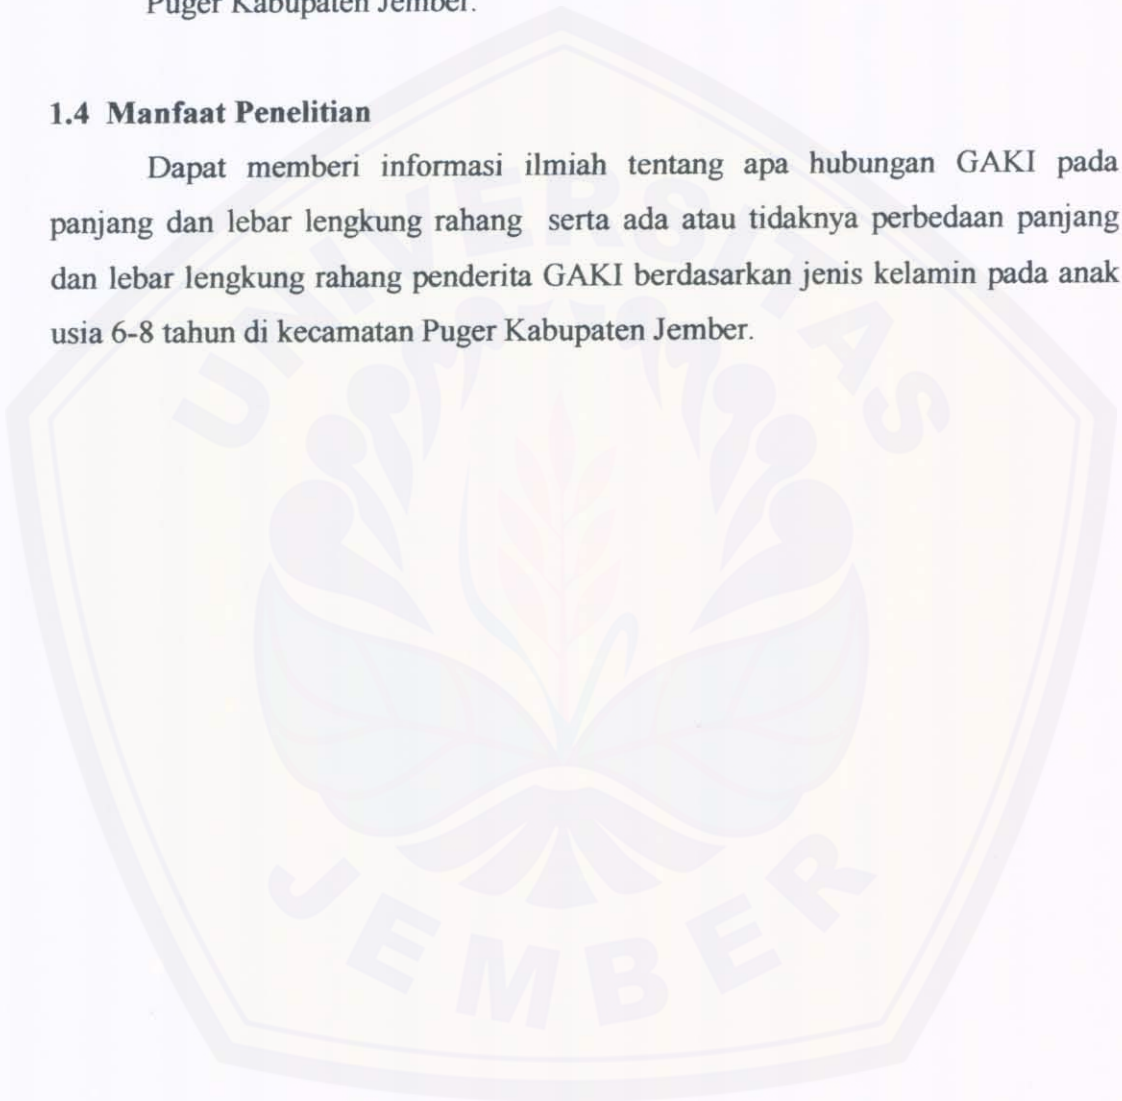 Puger Kabupaten Jember.
1.4 Manfaat Penelitian
Dapat memberi informasi ilmiah tentang apa hubungan GAKI pada
panjang dan lebar lengkung rahang serta ada atau tidaknya perbedaan panjang
dan lebar lengkung rahang penderita GAKI berdasarkan jenis kelamin pada anak
usia 6-8 tahun di kecamatan Puger Kabupaten Jember.
UNIVERSITAS
JEMBER